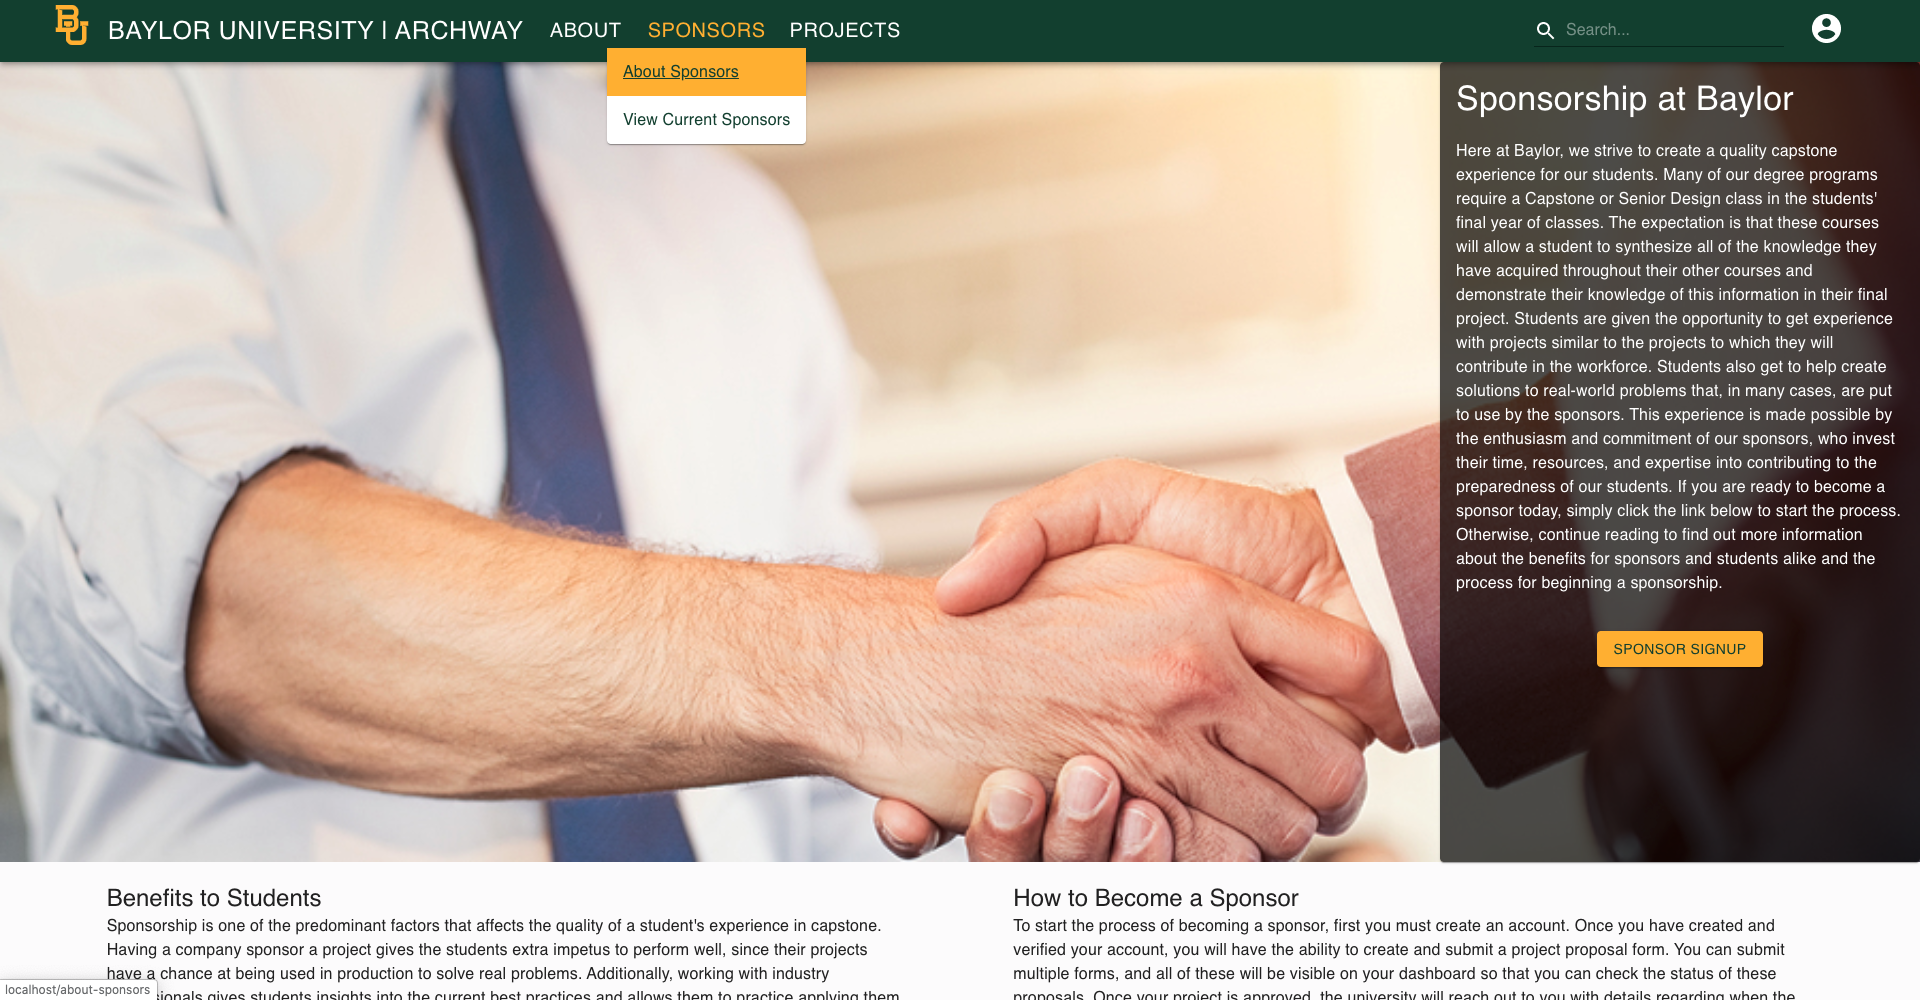 BU BAYLOR UNIVERSITY | ARCHWAY ABOUT SPONSORS PROJECTS Search...
About Sponsors
View Current Sponsors
Sponsorship at Baylor
Here at Baylor, we strive to create a quality capstone
experience for our students. Many of our degree programs
require a Capstone or Senior Design class in the students'
final year of classes. The expectation is that these courses
will allow a student to synthesize all of the knowledge they
have acquired throughout their other courses and
demonstrate their knowledge of this information in their final
project. Students are given the opportunity to get experience
with projects similar to the projects to which they will
contribute in the workforce. Students also get to help create
solutions to real-world problems that, in many cases, are put
to use by the sponsors. This experience is made possible by
the enthusiasm and commitment of our sponsors, who invest
their time, resources, and expertise into contributing to the
preparedness of our students. If you are ready to become a
sponsor today, simply click the link below to start the process.
Otherwise, continue reading to find out more information
about the benefits for sponsors and students alike and the
process for beginning a sponsorship.
SPONSOR SIGNUP
Benefits to Students
Sponsorship is one of the predominant factors that affects the quality of a student's experience in capstone.
Having a company sponsor a project gives the students extra impetus to perform well, since their projects
have a chance at being used in production to solve real problems. Additionally, working with industry
gives students insights into the current best practices and allows them to practice applying them
How to Become a Sponsor
To start the process of becoming a sponsor, first you must create an account. Once you have created and
verified your account, you will have the ability to create and submit a project proposal form. You can submit
multiple forms, and all of these will be visible on your dashboard so that you can check the status of these
proposals. Once your project is approved, the university will reach out to you with details regarding when the
localhost/about-sponsors